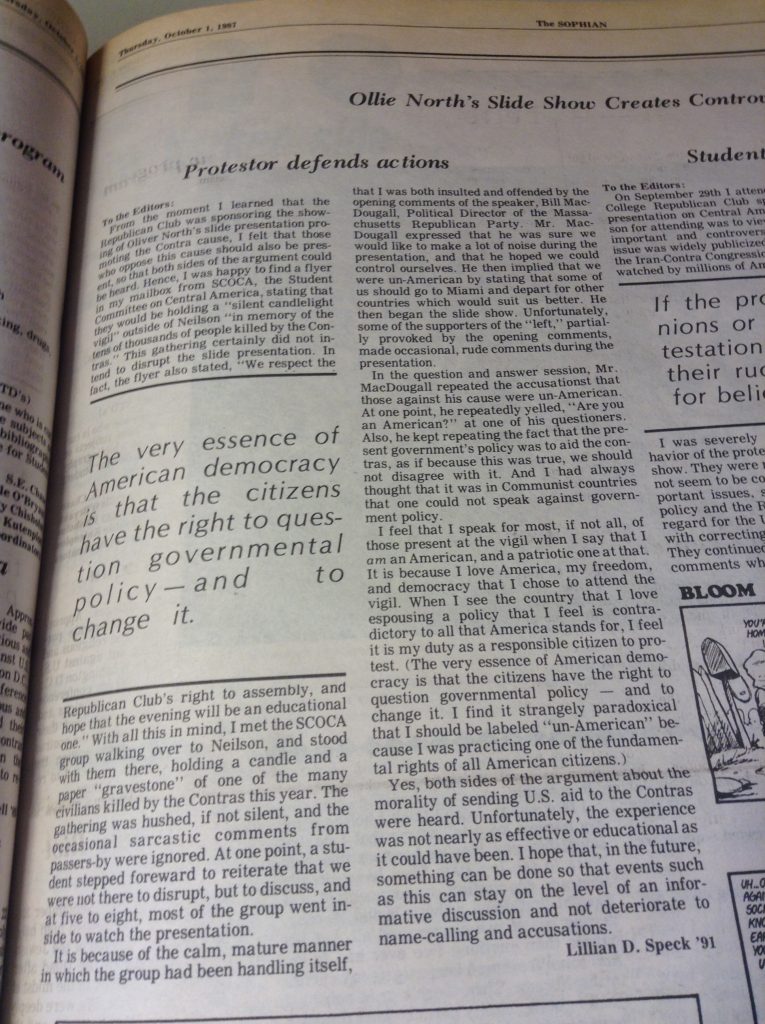 Thursday, October 1, 1987
The SOPHIAN
Ollie North's Slide Show Creates
Protestor defends actions
To the Editors:
From the moment I learned that the
Republican Club was sponsoring the show-
ing of Oliver North's slide presentation pro-
moting the Contra cause, I felt that those
who oppose this cause should also be pres-
ent, so that both sides of the argument could
be heard. Hence, I was happy to find a flyer
in my mailbox from SCOCA, the Student
Committee on Central America, stating that
they would be holding a "silent candlelight
vigil" outside of Neilson "in memory of the
tens of thousands of people killed by the Con-
tras." This gathering certainly did not in-
tend to disrupt the slide presentation. In
fact, the flyer also stated, "We respect the
The very essence of
American democracy
is that the citizens
have the right to ques-
tion governmental
policy — and to
change it.
Republican Club's right to assembly, and
hope that the evening will be an educational
one." With all this in mind, I met the SCOCA
group walking over to Neilson, and stood
with them there, holding a candle and a
paper "gravestone" of one of the many
civilians killed by the Contras this year. The
gathering was hushed, if not silent, and the
occasional sarcastic comments from
passers-by were ignored. At one point, a stu-
dent stepped foreward to reiterate that we
were not there to disrupt, but to discuss, and
at five to eight, most of the group went in-
side to watch the presentation.
It is because of the calm, mature manner
in which the group had been handling itself,
that I was both insulted and offended by the
opening comments of the speaker, Bill Mac-
Dougall, Political Director of the Massa-
chusetts Republican Party. Mr. Mac-
Dougall expressed that he was sure we
would like to make a lot of noise during the
presentation, and that he hoped we could
control ourselves. He then implied that we
were un-American by stating that some of
us should go to Miami and depart for other
countries which would suit us better. He
then began the slide show. Unfortunately,
some of the supporters of the "left," partial-
ly provoked by the opening comments,
made occasional, rude comments during the
presentation.
In the question and answer session, Mr.
MacDougall repeated the accusationst that
those against his cause were un-American.
At one point, he repeatedly yelled, "Are you
an American?" at one of his questioners.
Also, he kept repeating the fact that the pre-
sent government's policy was to aid the con-
tras, as if because this was true, we should
not disagree with it. And I had always
thought that it was in Communist countries
that one could not speak against govern-
ment policy.
I feel that I speak for most, if not all, of
those present at the vigil when I say that I
am an American, and a patriotic one at that.
It is because I love America, my freedom,
and democracy that I chose to attend the
vigil. When I see the country that I love
espousing a policy that I feel is contra-
dictory to all that America stands for, I feel
it is my duty as a responsible citizen to pro-
test. (The very essence of American demo-
cracy is that the citizens have the right to
question governmental policy — and to
change it. I find it strangely paradoxical
that I should be labeled "un-American" be-
cause I was practicing one of the fundamen-
tal rights of all American citizens.)
Yes, both sides of the argument about the
morality of sending U.S. aid to the Contras
were heard. Unfortunately, the experience
was not nearly as effective or educational as
it could have been. I hope that, in the future,
something can be done so that events such
as this can stay on the level of an infor-
mative discussion and not deteriorate to
name-calling and accusations.
Lillian D. Speck '91
Student
To the Editors:
On September 29th I
College Republican Club
presentation on Central
son for attending was to
important and
issue was widely publicized
the Iran-Contra
watched by millions of
If the
nions or
testation
their
for
I was severely
havior of the
show. They were
not seem to be
portant issues,
policy and the
regard for the
with correcting
They continued
comments
BLOOM